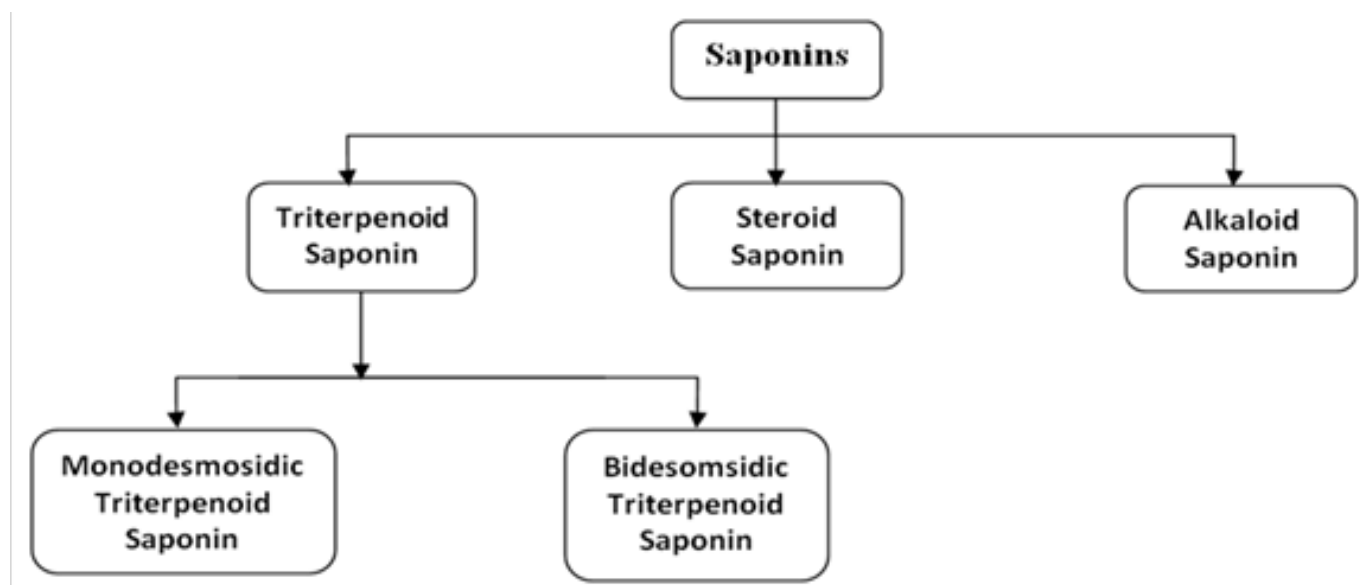 Saponins
Triterpenoid
Saponin
Steroid
Saponin
Alkaloid
Saponin
Monodesmosidic
Triterpenoid
Saponin
Bidesomsidic
Triterpenoid
Saponin